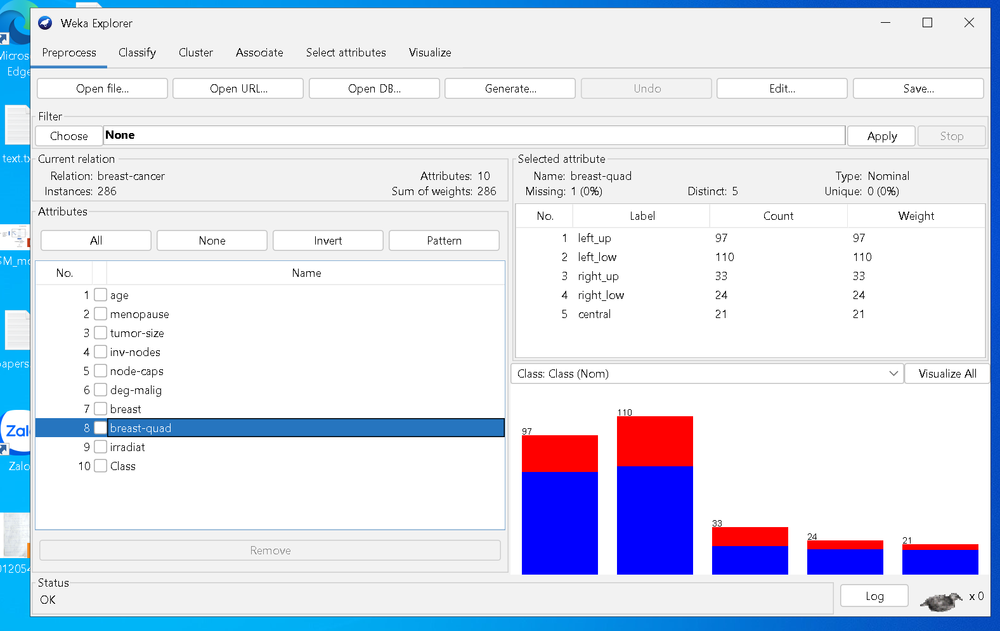 Weka Explorer
Preprocess Classify Cluster Associate Select attributes Visualize
Open file... Open URL... Open DB... Generate... Undo Edit... Save...
Filter
Choose None Apply Stop
Current relation
Relation: breast-cancer Attributes: 10
Instances: 286 Sum of weights: 286
Selected attribute
Name: breast-quad Type: Nominal
Missing: 1 (0%) Distinct: 5 Unique: 0 (0%)
No. Label Count Weight
1 left_up 97 97
2 left_low 110 110
3 right_up 33 33
4 right_low 24 24
5 central 21 21
Attributes
All None Invert Pattern
No. Name
1 age
2 menopause
3 tumor-size
4 inv-nodes
5 node-caps
6 deg-malig
7 breast
8 breast-quad
9 irradiat
10 Class
Remove
Class: Class (Nom) Visualize All
97
110
33
24
21
Status
OK
Log x 0
Micros
Edge
text.tx
SM_mo
papers.
Zal
Zalo
012054